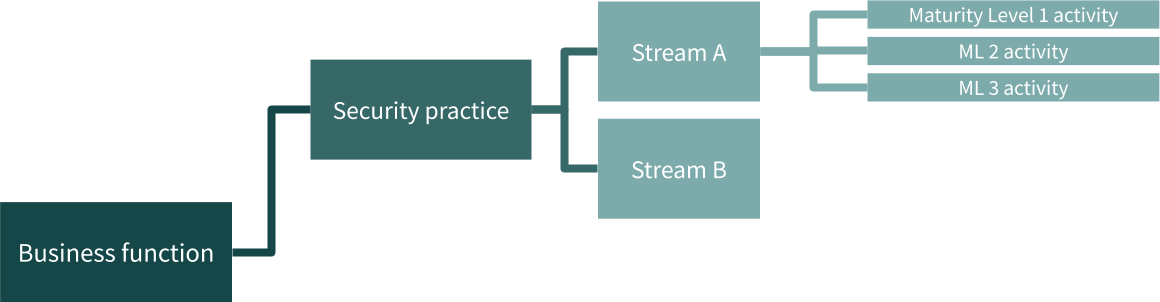 Business function
Security practice
Stream A
Stream B
Maturity Level 1 activity
ML 2 activity
ML 3 activity